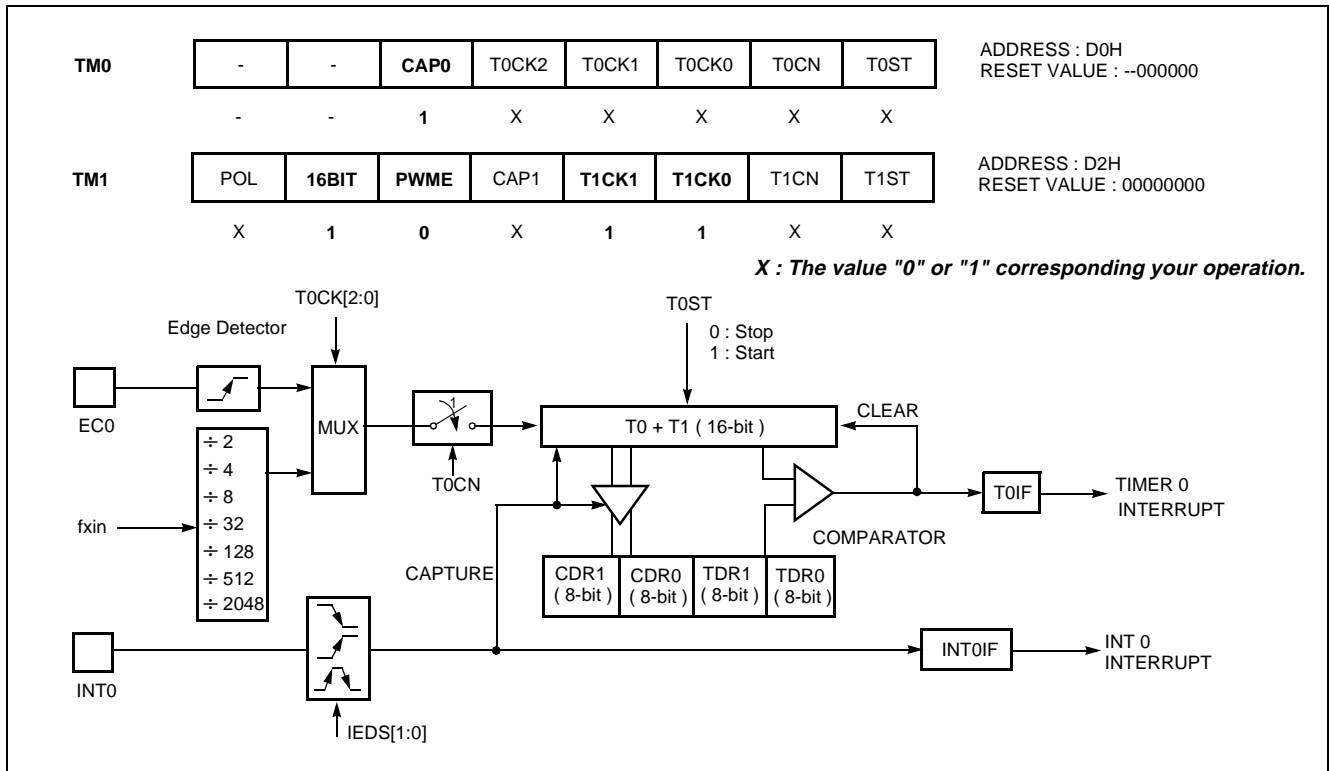 TM0 - - CAP0 T0CK2 T0CK1 T0CK0 T0CN T0ST ADDRESS : D0H
RESET VALUE : --000000
- - 1 X X X X X
TM1 POL 16BIT PWME CAP1 T1CK1 T1CK0 T1CN T1ST ADDRESS : D2H
RESET VALUE : 00000000
X 1 0 X 1 1 X X
X : The value "0" or "1" corresponding your operation.
T0CK[2:0]
Edge Detector
T0ST
0 : Stop
1 : Start
EC0
MUX
1
T0CN
T0 + T1 ( 16-bit )
CLEAR
fxin
÷ 2
÷ 4
÷ 8
÷ 32
÷ 128
÷ 512
÷ 2048
COMPARATOR
T0IF
TIMER 0
INTERRUPT
CAPTURE
CDR1 CDR0 TDR1 TDR0
( 8-bit ) ( 8-bit ) ( 8-bit ) ( 8-bit )
INT0
IEDS[1:0]
INT0IF
INT 0
INTERRUPT